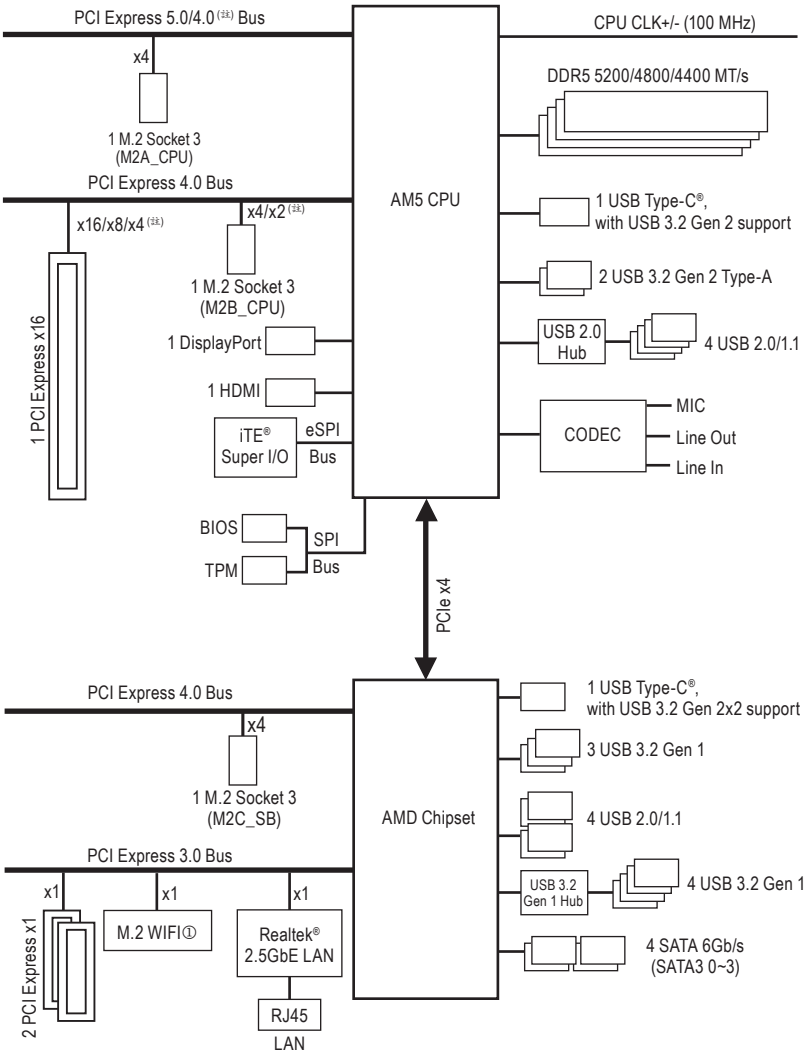 PCI Express 5.0/4.0(註) Bus
x4
1 M.2 Socket 3
(M2A_CPU)
PCI Express 4.0 Bus
x16/x8/x4(註)
1 PCI Express x16
x4/x2(註)
1 M.2 Socket 3
(M2B_CPU)
1 DisplayPort
1 HDMI
iTE®
Super I/O
eSPI
Bus
BIOS
TPM
SPI
Bus
AM5 CPU
CPU CLK+/- (100 MHz)
DDR5 5200/4800/4400 MT/s
1 USB Type-C®,
with USB 3.2 Gen 2 support
2 USB 3.2 Gen 2 Type-A
USB 2.0
Hub
4 USB 2.0/1.1
CODEC
MIC
Line Out
Line In
PCIe x4
PCI Express 4.0 Bus
x4
1 M.2 Socket 3
(M2C_SB)
PCI Express 3.0 Bus
x1
2 PCI Express x1
x1
M.2 WIFI①
x1
Realtek®
2.5GbE LAN
RJ45
LAN
AMD Chipset
1 USB Type-C®,
with USB 3.2 Gen 2x2 support
3 USB 3.2 Gen 1
4 USB 2.0/1.1
USB 3.2
Gen 1 Hub
4 USB 3.2 Gen 1
4 SATA 6Gb/s
(SATA3 0~3)